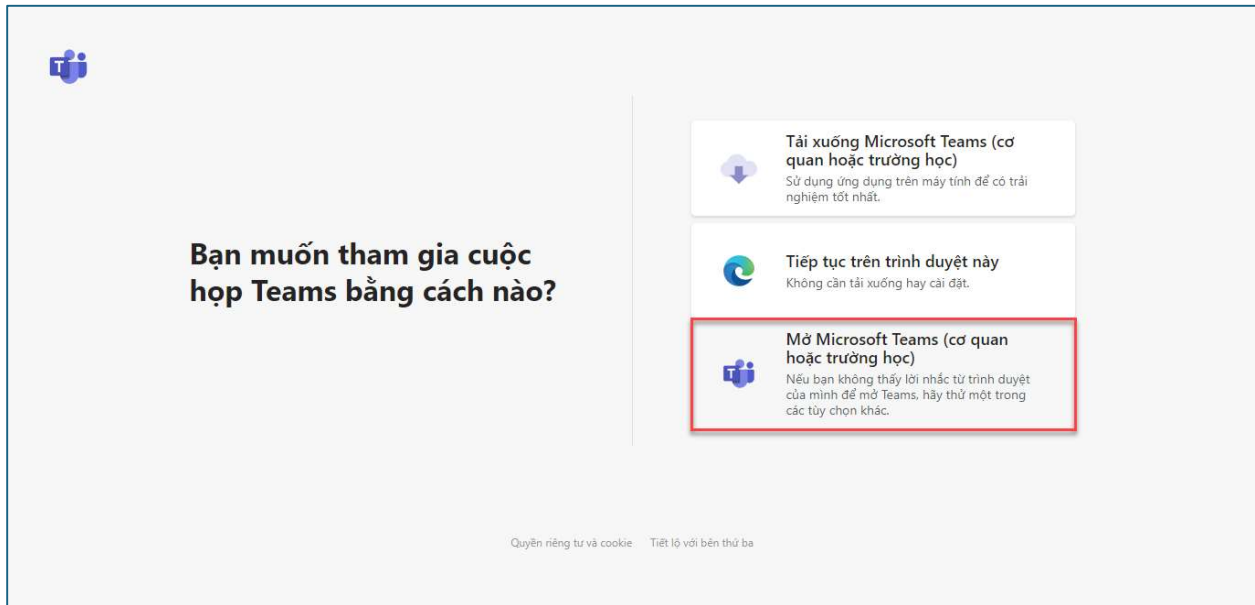 Bạn muốn tham gia cuộc
họp Teams bằng cách nào?
Tải xuống Microsoft Teams (cơ
quan hoặc trường học)
Sử dụng ứng dụng trên máy tính để có trải
nghiệm tốt nhất.
Tiếp tục trên trình duyệt này
Không cần tải xuống hay cài đặt.
Mở Microsoft Teams (cơ quan
hoặc trường học)
Nếu bạn không thấy lời nhắc từ trình duyệt
của mình để mở Teams, hãy thử một trong
các tùy chọn khác.
Quyền riêng tư và cookie Tiết lộ với bên thứ ba